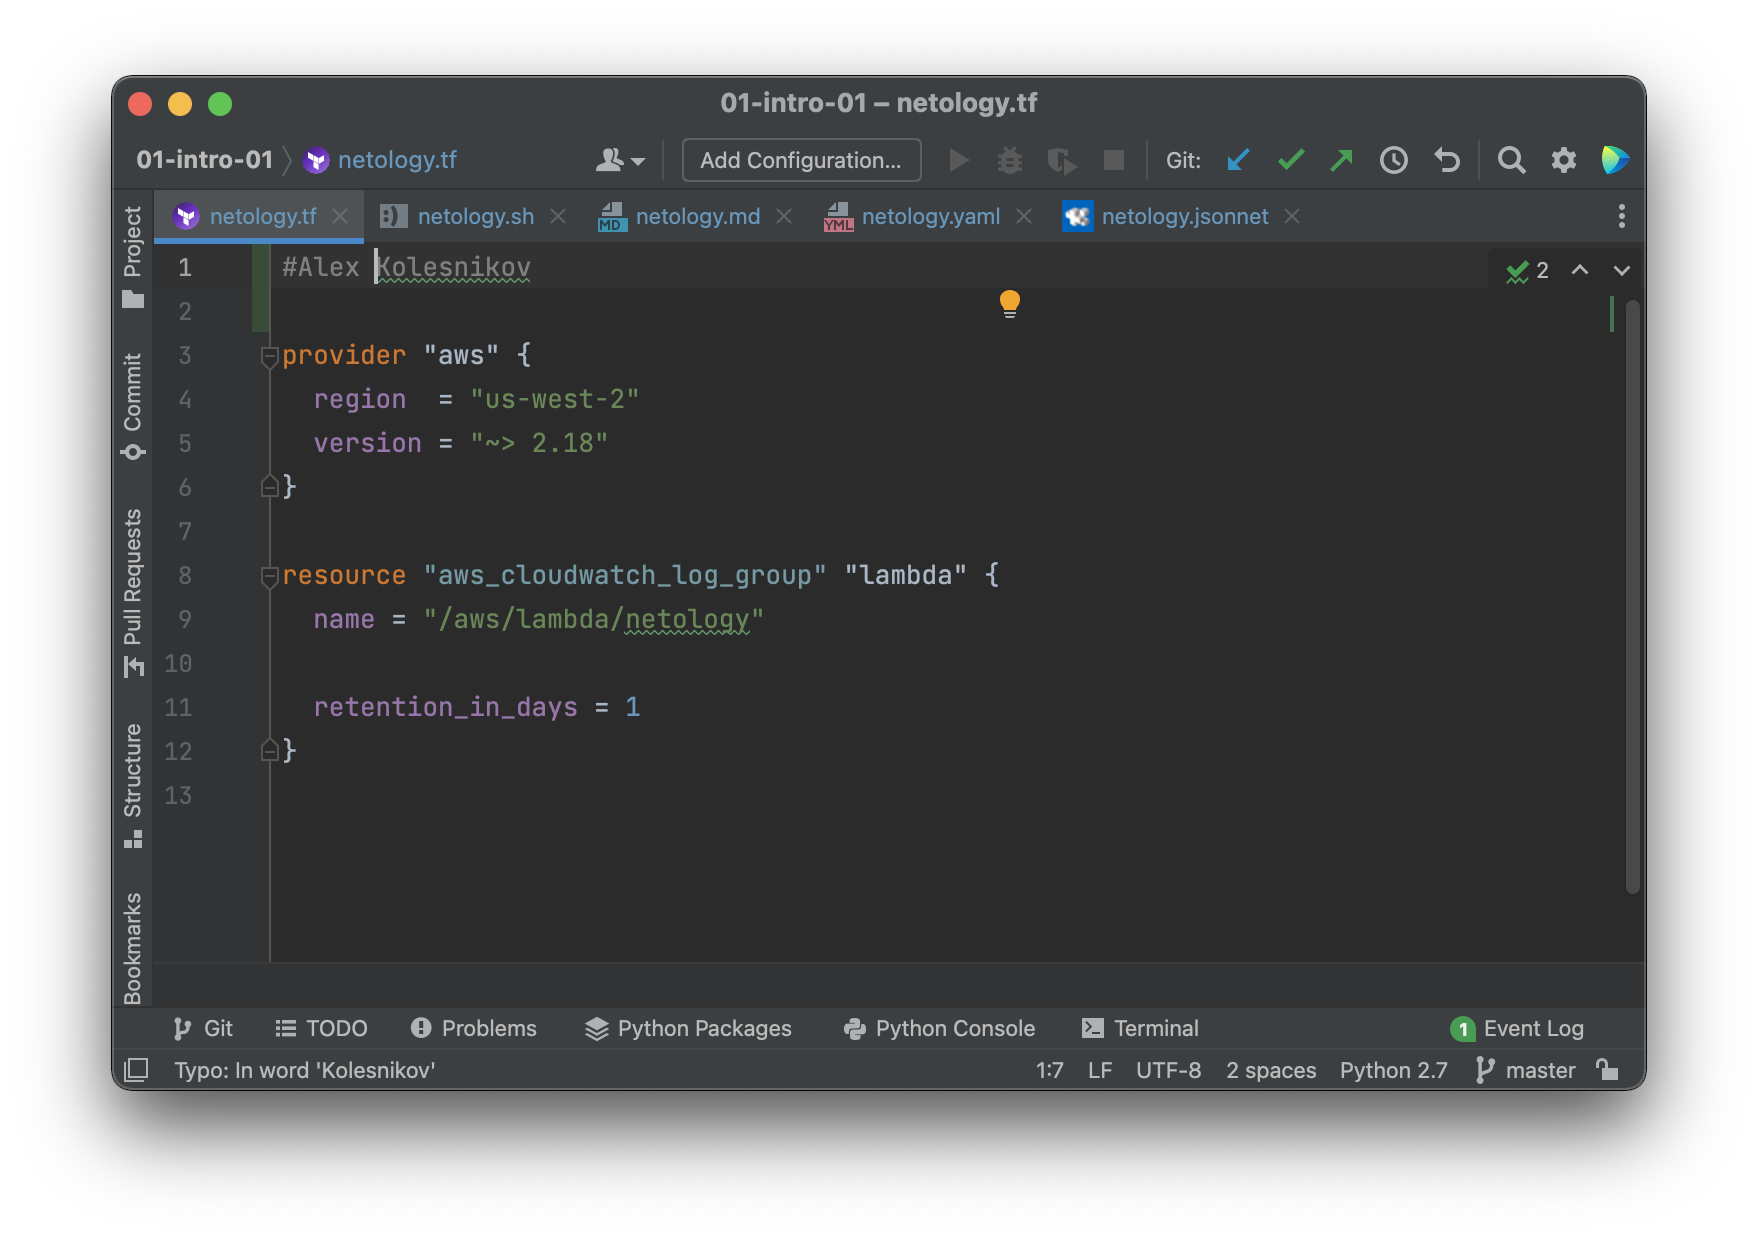 01-intro-01 – netology.tf
01-intro-01 netology.tf Add Configuration... Git:
netology.tf netology.sh MD netology.md YML netology.yaml netology.jsonnet
Project
Commit
Pull Requests
Structure
Bookmarks
1 #Alex Kolesnikov 2
2
3 provider "aws" {
4 region = "us-west-2"
5 version = "~> 2.18"
6 }
7
8 resource "aws_cloudwatch_log_group" "lambda" {
9 name = "/aws/lambda/netology"
10
11 retention_in_days = 1
12 }
13
Git TODO Problems Python Packages Python Console Terminal 1 Event Log
Typo: In word 'Kolesnikov' 1:7 LF UTF-8 2 spaces Python 2.7 master